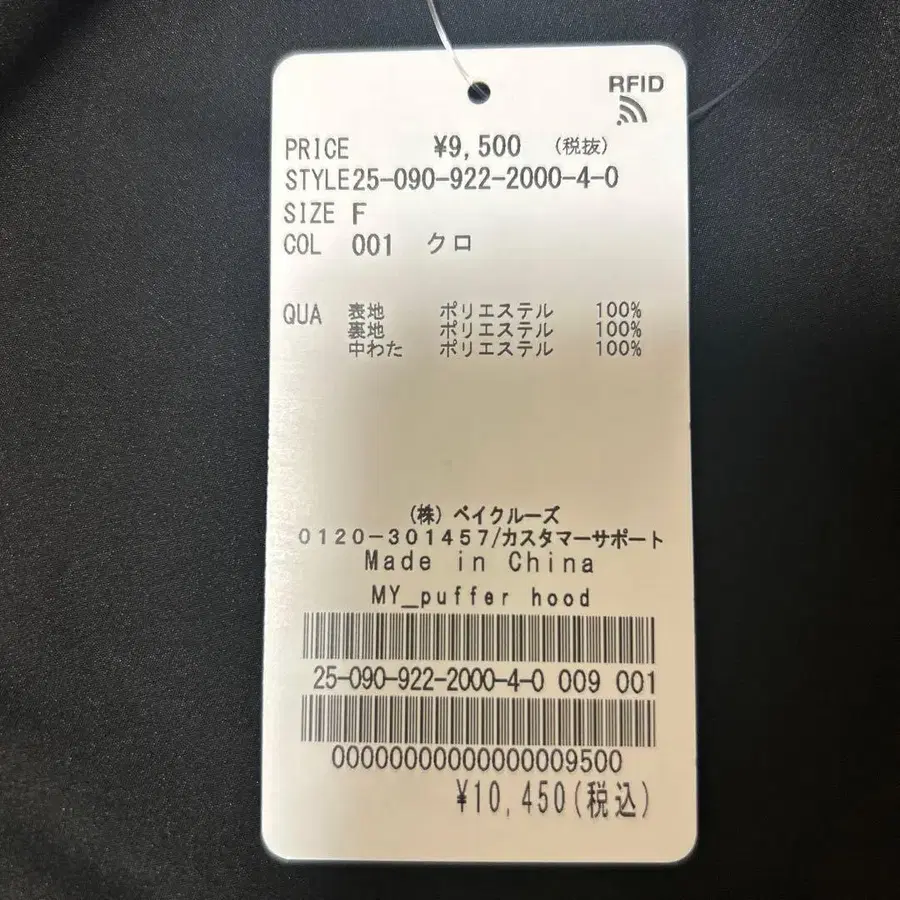 RFID
PRICE ¥9,500 (税抜)
STYLE25-090-922-2000-4-0
SIZE F
COL 001 クロ
QUA 表地 ポリエステル 100%
裏地 ポリエステル 100%
中わた ポリエステル 100%
(株) ベイクルーズ
0120-301457/カスタマーサポート
Made in China
MY_puffer hood
25-090-922-2000-4-0 009 001
00000000000000009500
¥10,450(税込)